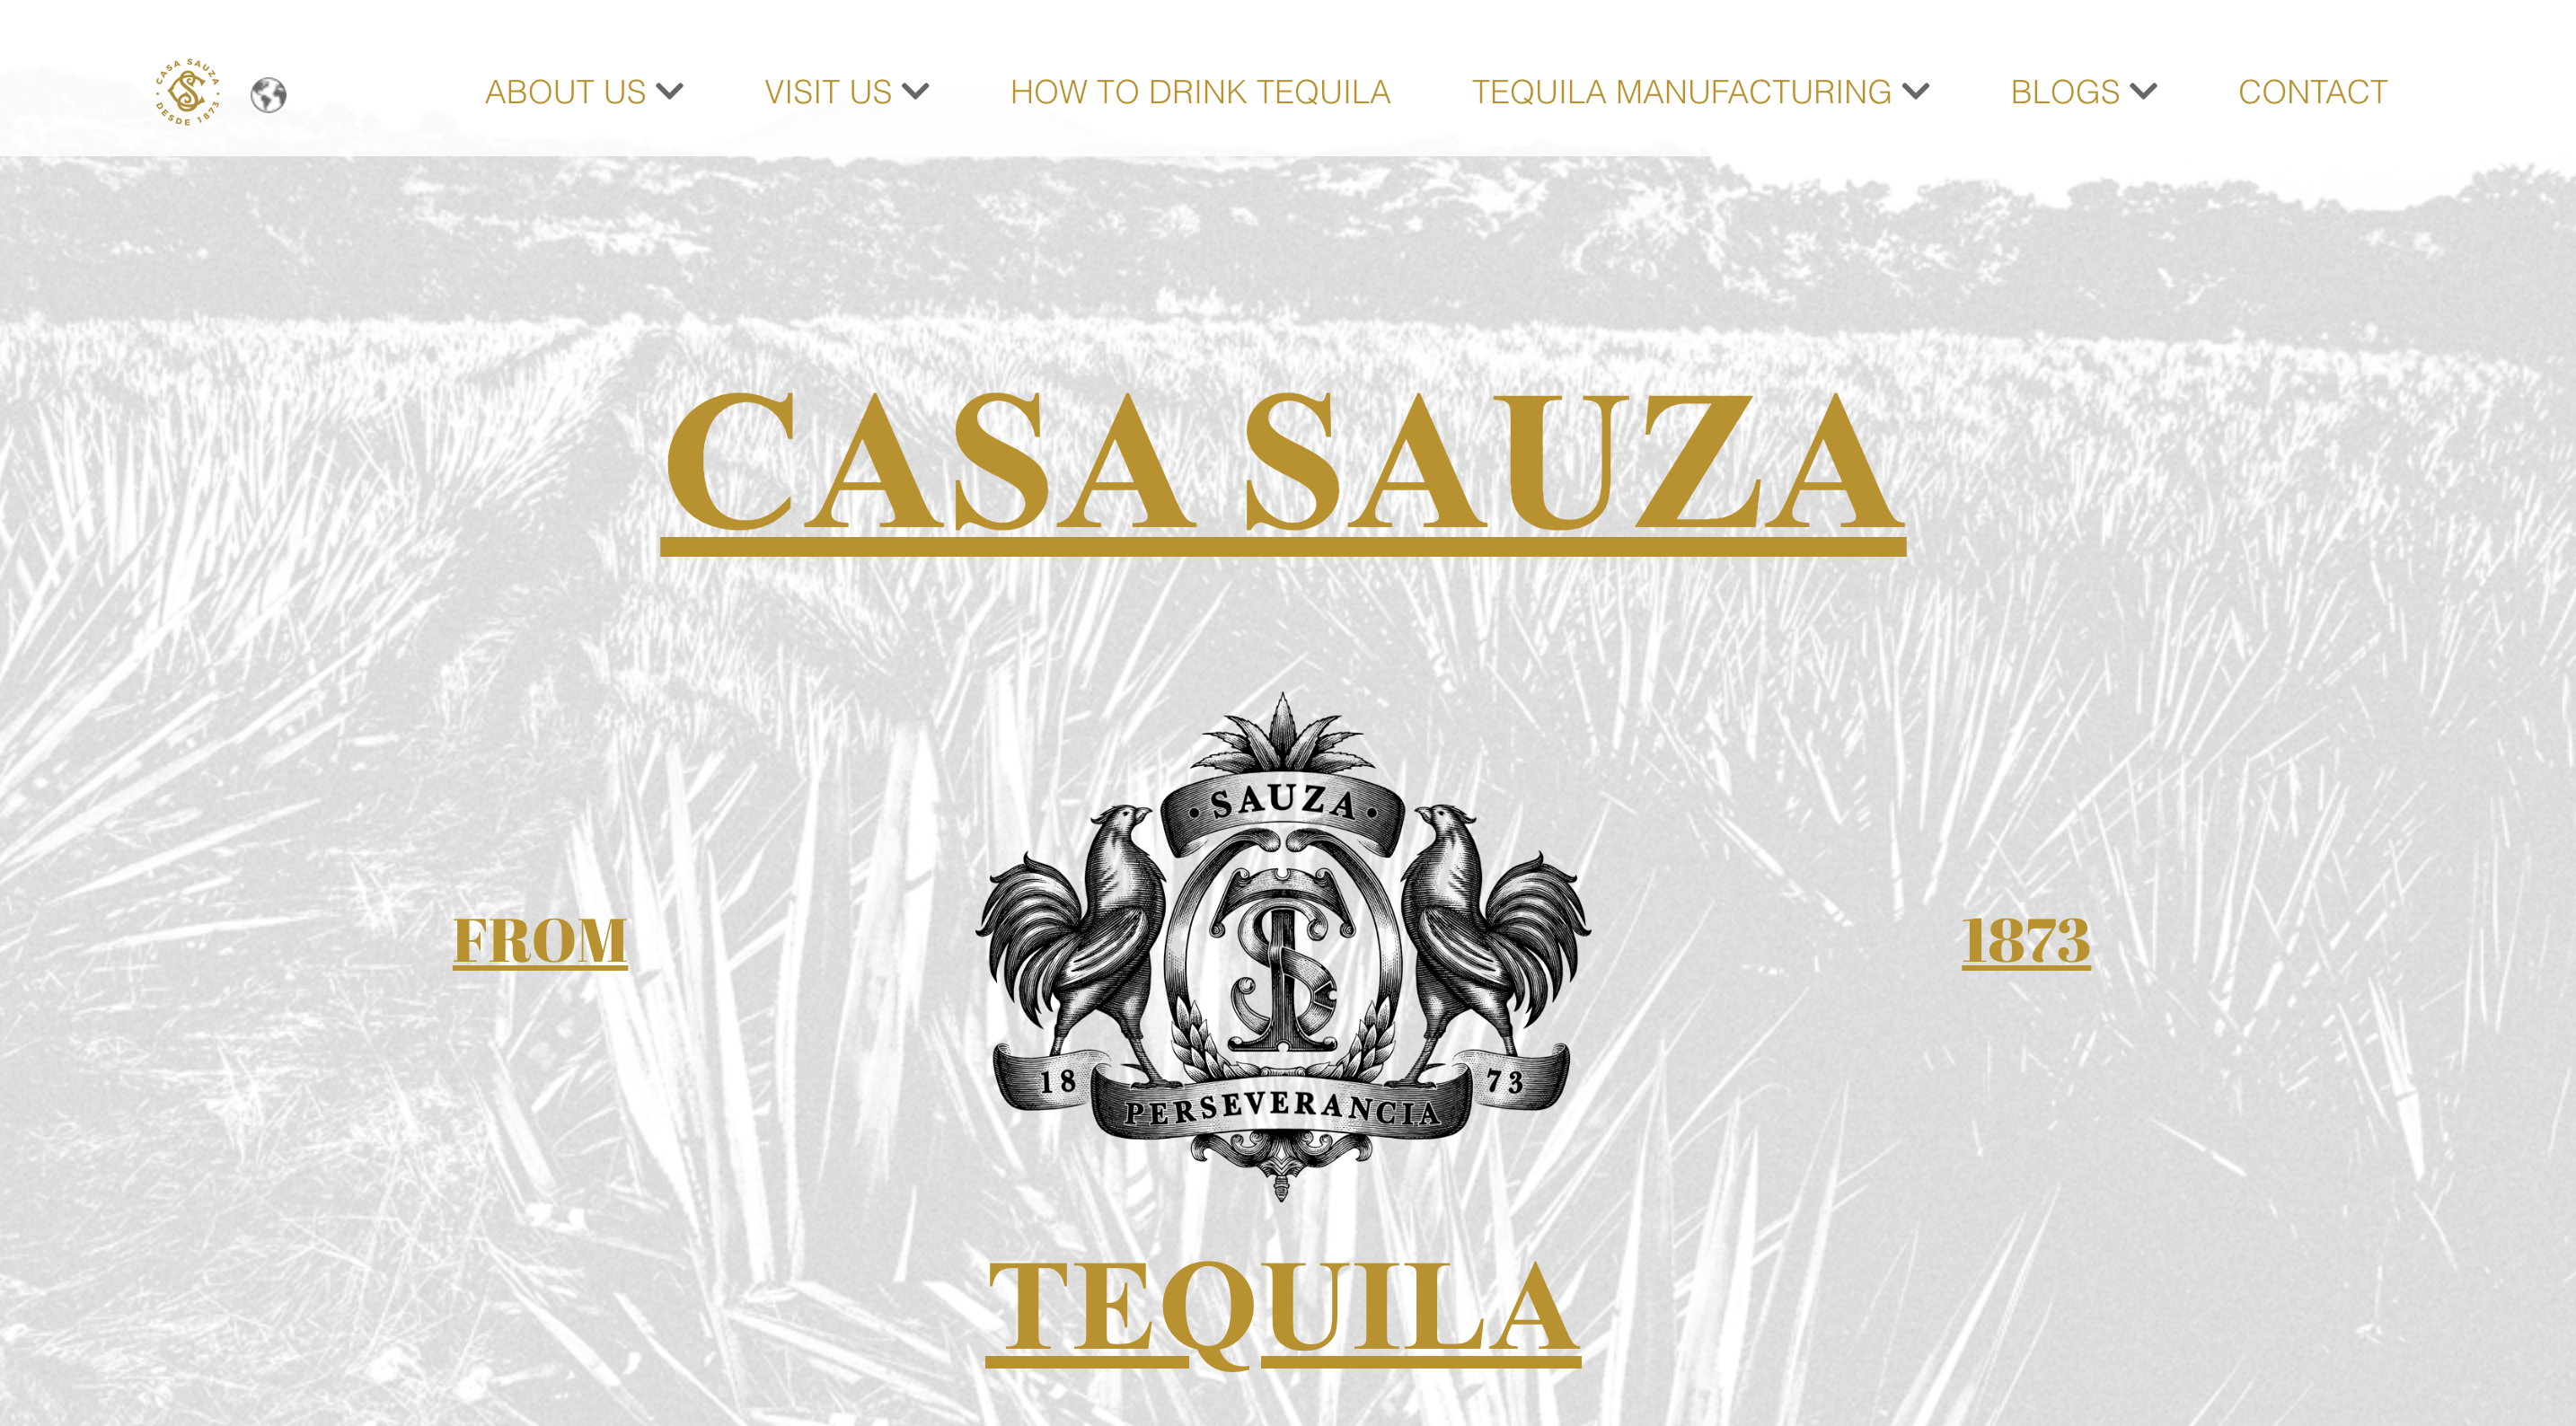 CASA SAUZA
DESDE 1873
ABOUT US
VISIT US
HOW TO DRINK TEQUILA
TEQUILA MANUFACTURING
BLOGS
CONTACT
CASA SAUZA
FROM
SAUZA
TS
18 73
PERSEVERANCIA
1873
TEQUILA